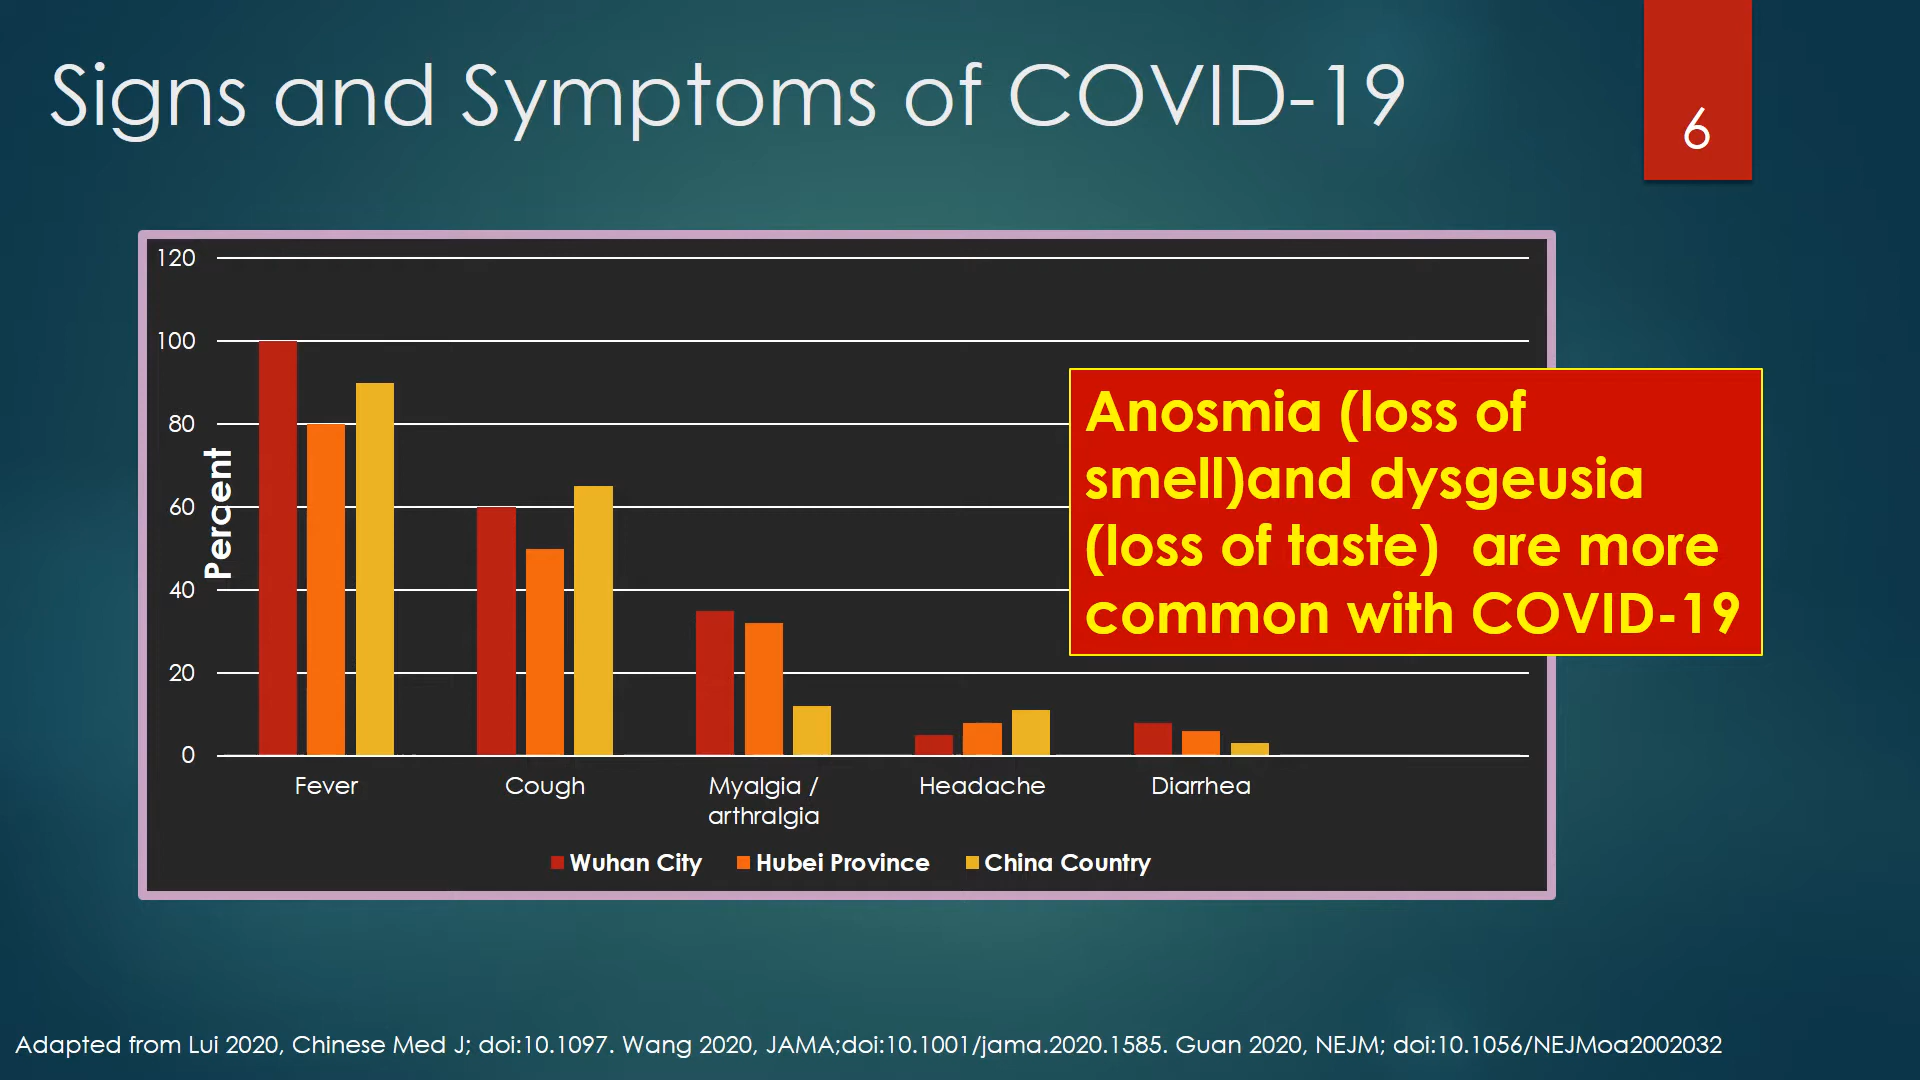 Signs and Symptoms of COVID-19
6
120
100
80
60
40
20
0
Percent
Anosmia (loss of
smell)and dysgeusia
(loss of taste)  are more
common with COVID-19
Fever
Cough
Myalgia /
arthralgia
Headache
Diarrhea
Wuhan City
Hubei Province
China Country
Adapted from Lui 2020, Chinese Med J; doi:10.1097. Wang 2020, JAMA;doi:10.1001/jama.2020.1585. Guan 2020, NEJM; doi:10.1056/NEJMoa2002032